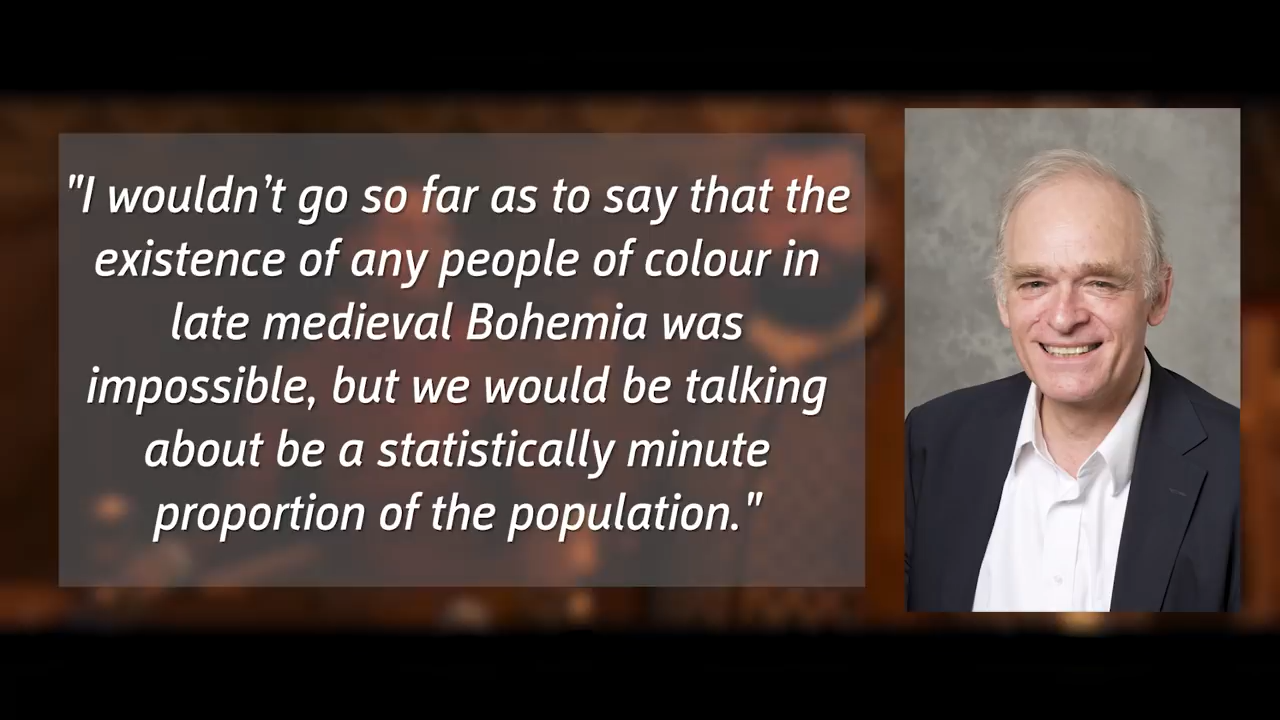 "I wouldn’t go so far as to say that the
existence of any people of colour in
late medieval Bohemia was
impossible, but we would be talking
about be a statistically minute
proportion of the population."